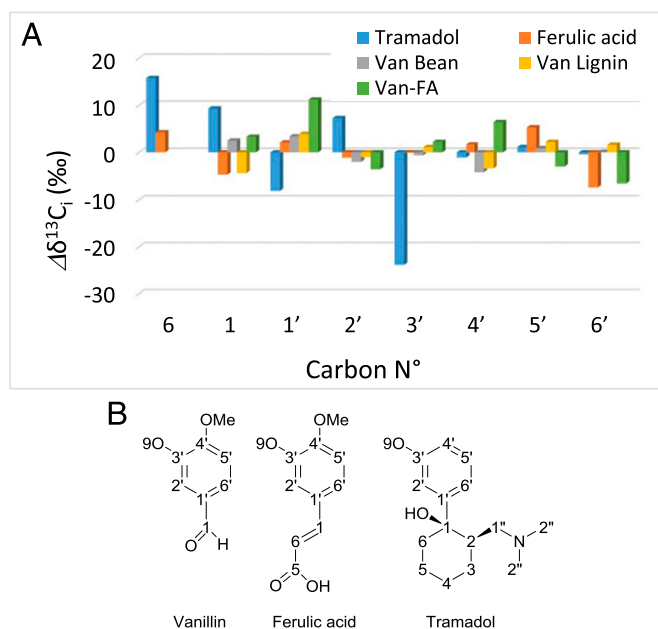 A
Tramadol Ferulic acid
Van Bean Van Lignin
Van-FA
20
10
0
-10
-20
-30
Δδ¹³Cᵢ (‰)
6 1 1’ 2’ 3’ 4’ 5’ 6’
Carbon N°
B
OMe OMe
9O 4' 9O 4' 9O 4'
3' 5' 3' 5' 3' 5'
2' 6' 2' 6' 2' 6'
1' 1' 1'
HO
1 6 1 1 1" 2"
O H 6 2 N
5 5 3 2"
O OH 4
Vanillin Ferulic acid Tramadol